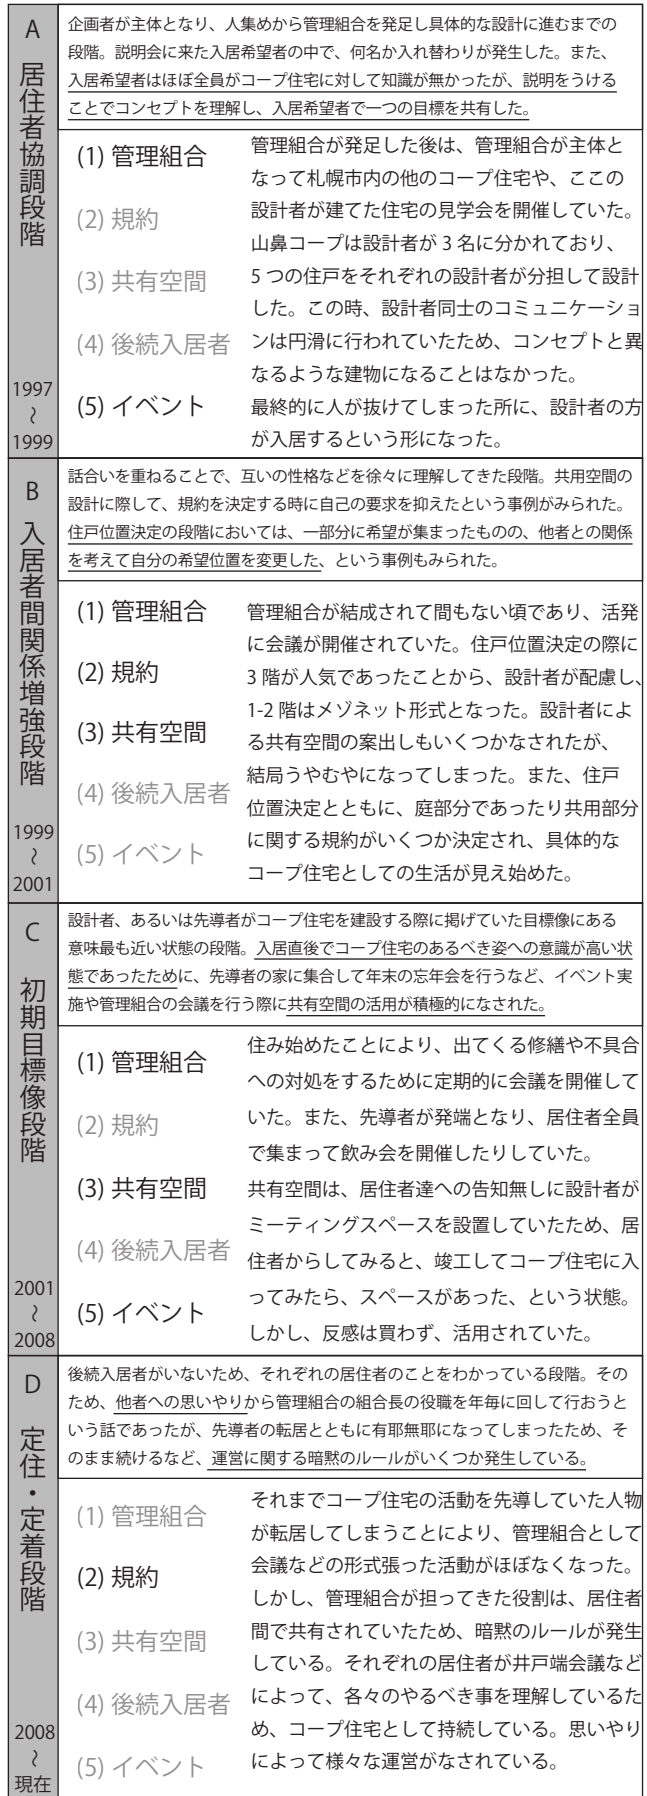 A 居住者協調段階
1997
～
1999
企画者が主体となり、人集めから管理組合を発足し具体的な設計に進むまでの
段階。説明会に来た入居希望者の中で、何名か入れ替わりが発生した。また、
入居希望者はほぼ全員がコープ住宅に対して知識が無かったが、説明をうける
ことでコンセプトを理解し、入居希望者で一つの目標を共有した。
(1) 管理組合
(2) 規約
(3) 共有空間
(4) 後続入居者
(5) イベント
管理組合が発足した後は、管理組合が主体と
なって札幌市内の他のコープ住宅や、ここの
設計者が建てた住宅の見学会を開催していた。
山鼻コープは設計者が 3 名に分かれており、
5 つの住戸をそれぞれの設計者が分担して設計
した。この時、設計者同士のコミュニケーショ
ンは円滑に行われていたため、コンセプトと異
なるような建物になることはなかった。
最終的に人が抜けてしまった所に、設計者の方
が入居するという形になった。
B 入居者間関係増強段階
1999
～
2001
話合いを重ねることで、互いの性格などを徐々に理解してきた段階。共用空間の
設計に際して、規約を決定する時に自己の要求を抑えたという事例がみられた。
住戸位置決定の段階においては、一部分に希望が集まったものの、他者との関係
を考えて自分の希望位置を変更した、という事例もみられた。
(1) 管理組合
(2) 規約
(3) 共有空間
(4) 後続入居者
(5) イベント
管理組合が結成されて間もない頃であり、活発
に会議が開催されていた。住戸位置決定の際に
3 階が人気であったことから、設計者が配慮し、
1-2 階はメゾネット形式となった。設計者によ
る共有空間の案出しもいくつかなされたが、
結局うやむやになってしまった。また、住戸
位置決定とともに、庭部分であったり共用部分
に関する規約がいくつか決定され、具体的な
コープ住宅としての生活が見え始めた。
C 初期目標像段階
2001
～
2008
設計者、あるいは先導者がコープ住宅を建設する際に掲げていた目標像にある
意味最も近い状態の段階。入居直後でコープ住宅のあるべき姿への意識が高い状
態であったために、先導者の家に集合して年末の忘年会を行うなど、イベント実
施や管理組合の会議を行う際に共有空間の活用が積極的になされた。
(1) 管理組合
(2) 規約
(3) 共有空間
(4) 後続入居者
(5) イベント
住み始めたことにより、出てくる修繕や不具合
への対処をするために定期的に会議を開催して
いた。また、先導者が発端となり、居住者全員
で集まって飲み会を開催したりしていた。
共有空間は、居住者達への告知無しに設計者が
ミーティングスペースを設置していたため、居
住者からしてみると、竣工してコープ住宅に入
ってみたら、スペースがあった、という状態。
しかし、反感は買わず、活用されていた。
D 定住・定着段階
2008
～
現在
後続入居者がいないため、それぞれの居住者のことをわかっている段階。その
ため、他者への思いやりから管理組合の組合長の役職を年毎に回して行おうと
いう話であったが、先導者の転居とともに有耶無耶になってしまったため、そ
のまま続けるなど、運営に関する暗黙のルールがいくつか発生している。
(1) 管理組合
(2) 規約
(3) 共有空間
(4) 後続入居者
(5) イベント
それまでコープ住宅の活動を先導していた人物
が転居してしまうことにより、管理組合として
会議などの形式張った活動がほぼなくなった。
しかし、管理組合が担ってきた役割は、居住者
間で共有されていたため、暗黙のルールが発生
している。それぞれの居住者が井戸端会議など
によって、各々のやるべき事を理解しているた
め、コープ住宅として持続している。思いやり
によって様々な運営がなされている。